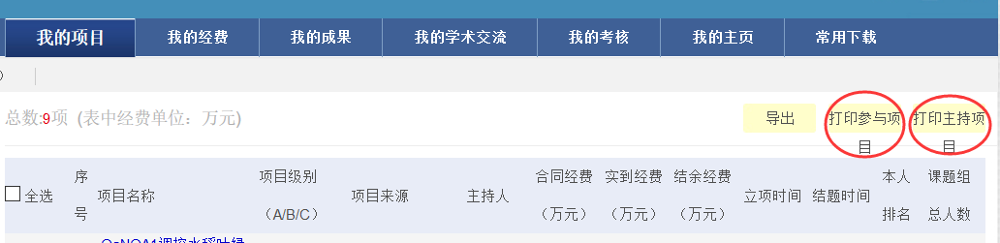 我的项目 我的经费 我的成果 我的学术交流 我的考核 我的主页 常用下载
总数:9项 (表中经费单位：万元) 导出 打印参与项目 打印主持项目
全选 序号 项目名称 项目级别（A/B/C） 项目来源 主持人 合同经费（万元） 实到经费（万元） 结余经费（万元） 立项时间 结题时间 本人排名 课题组总人数